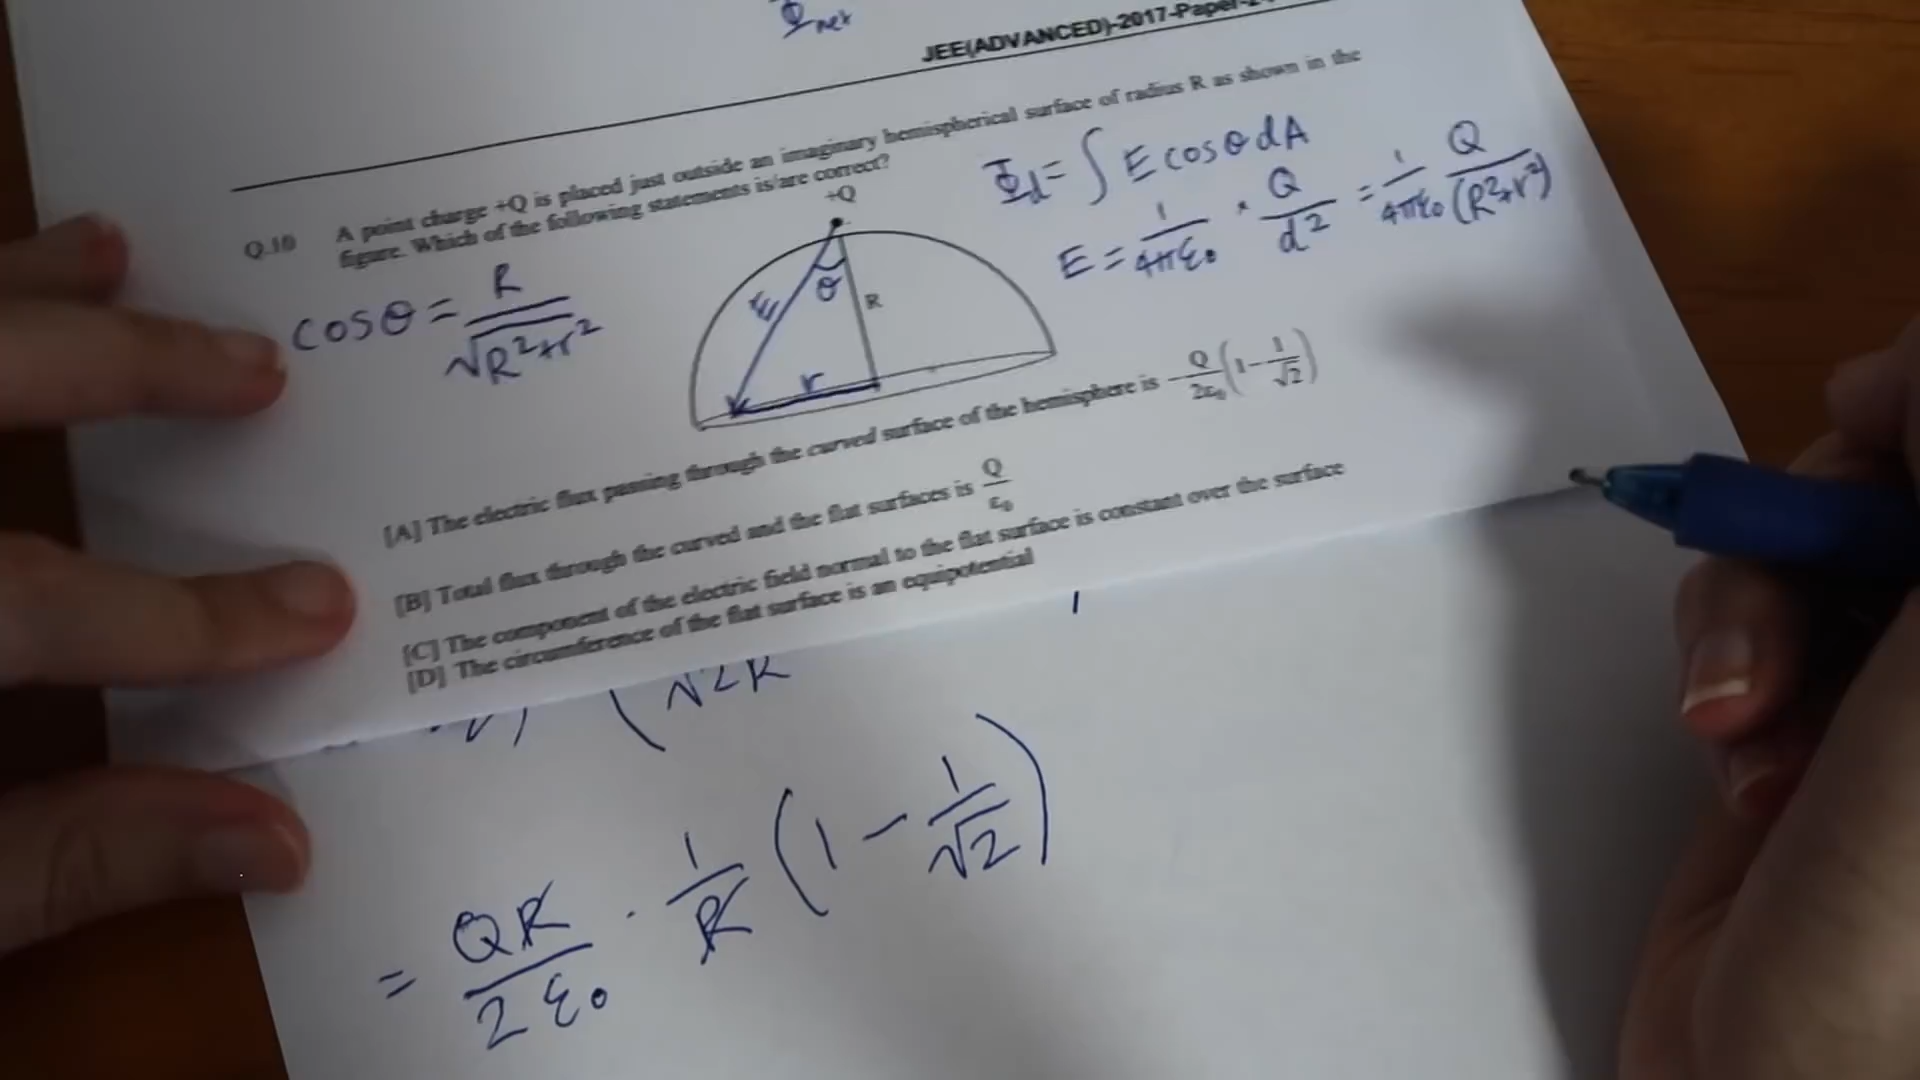 Φnet
JEE(ADVANCED)-2017-Paper-2
Q.10 A point charge +Q is placed just outside an imaginary hemispherical surface of radius R as shown in the
figure. Which of the following statements is/are correct?
+Q
Φd = ∫ E cosθ dA
E = 1/4πε₀ · Q/d² = 1/4πε₀ Q/(R²+r²)
cosθ = R/√R²+r²
E
θ
R
r
[A] The electric flux passing through the curved surface of the hemisphere is −Q/2ε₀ (1 − 1/√2)
[B] Total flux through the curved and the flat surfaces is Q/ε₀
[C] The component of the electric field normal to the flat surface is constant over the surface
[D] The circumference of the flat surface is an equipotential
√2R
= QR/2ε₀ · 1/R (1 − 1/√2)